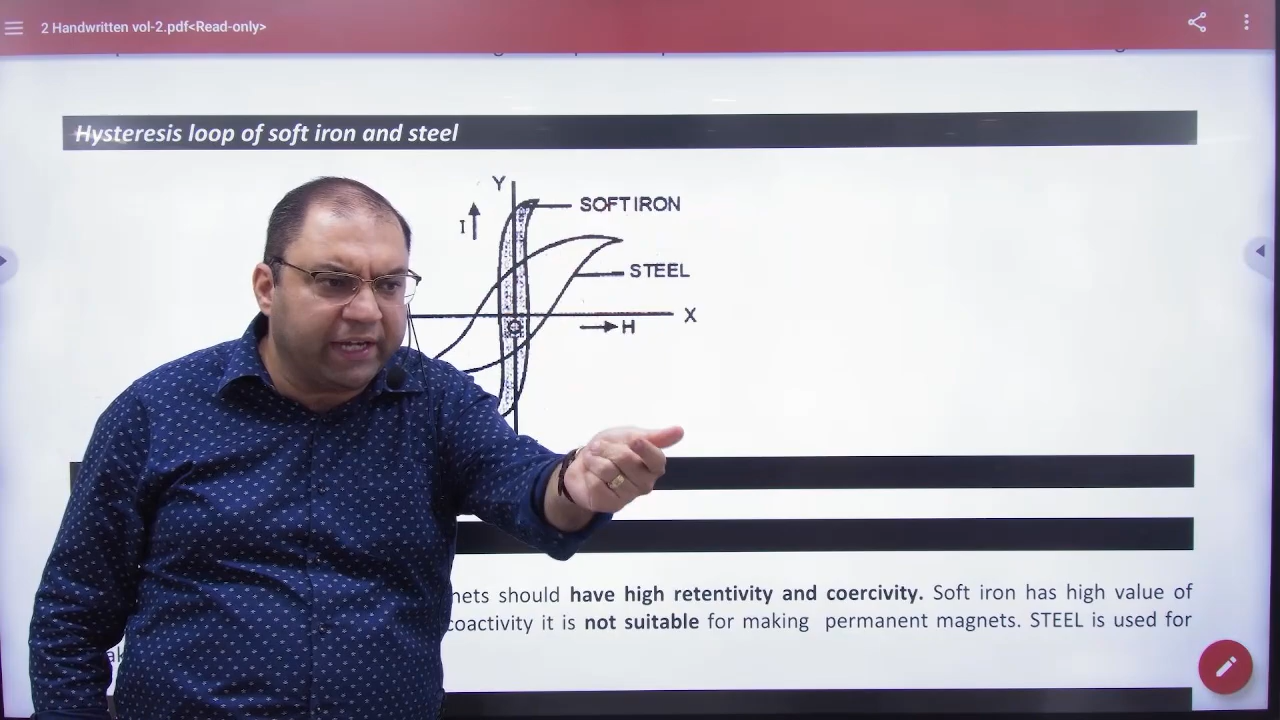 2 Handwritten vol-2.pdf<Read-only>
Hysteresis loop of soft iron and steel
Y
I
SOFT IRON
STEEL
X
H
nets should have high retentivity and coercivity. Soft iron has high value of
coactivity it is not suitable for making permanent magnets. STEEL is used for